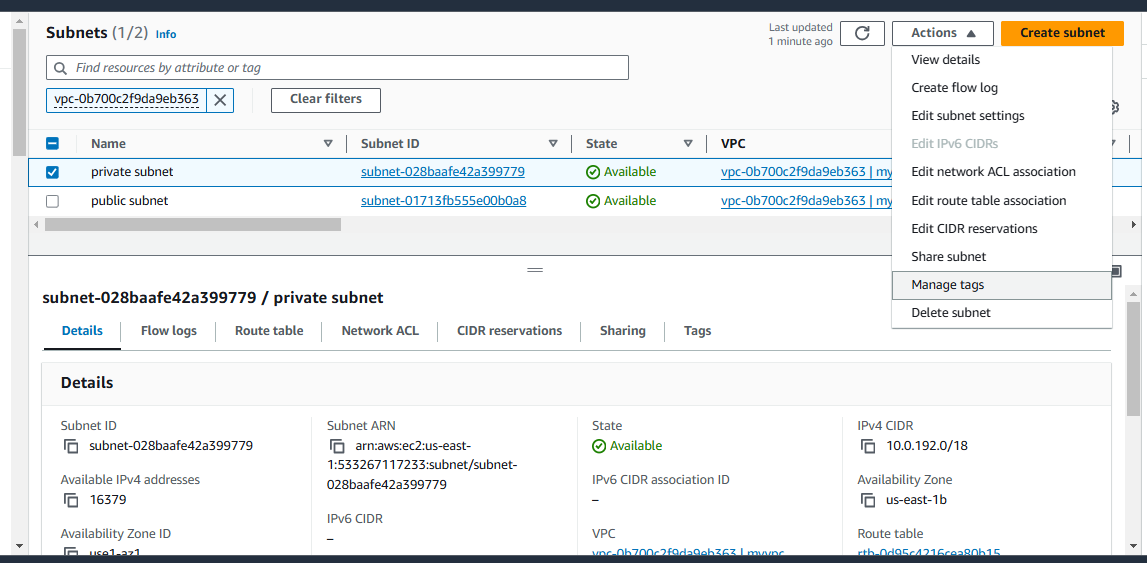 Subnets (1/2) Info
Last updated
1 minute ago
Actions
Create subnet
Find resources by attribute or tag
vpc-0b700c2f9da9eb363
Clear filters
View details
Create flow log
Edit subnet settings
Edit IPv6 CIDRs
Edit network ACL association
Edit route table association
Edit CIDR reservations
Share subnet
Manage tags
Delete subnet
Name Subnet ID State VPC
private subnet subnet-028baafe42a399779 Available vpc-0b700c2f9da9eb363 | my
public subnet subnet-01713fb555e00b0a8 Available vpc-0b700c2f9da9eb363 | my
subnet-028baafe42a399779 / private subnet
Details Flow logs Route table Network ACL CIDR reservations Sharing Tags
Details
Subnet ID
subnet-028baafe42a399779
Available IPv4 addresses
16379
Availability Zone ID
use1-az1
Subnet ARN
arn:aws:ec2:us-east-
1:533267117233:subnet/subnet-
028baafe42a399779
IPv6 CIDR
–
State
Available
IPv6 CIDR association ID
–
VPC
vpc-0b700c2f9da9eb363 | myvpc
IPv4 CIDR
10.0.192.0/18
Availability Zone
us-east-1b
Route table
rtb-0d95c4216cea80b15